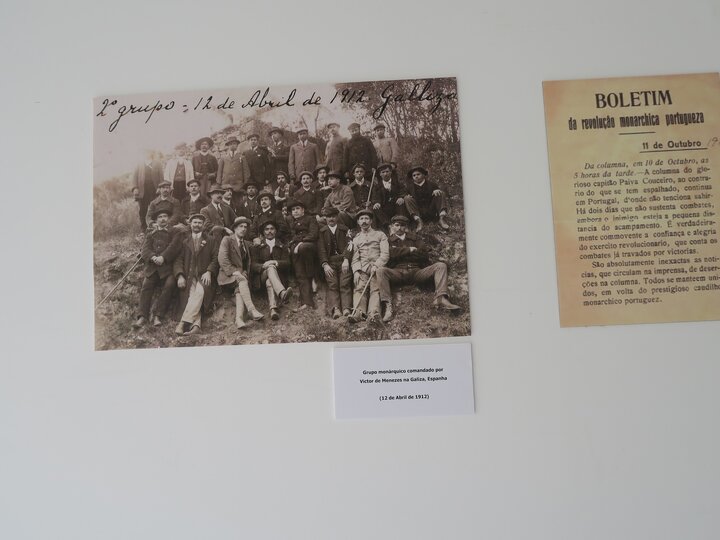 2º grupo = 12 de Abril de 1912. Galliza
Grupo monárquico comandado por
Victor de Menezes na Galiza, Espanha
(12 de Abril de 1912)
BOLETIM
da revolução monarchica portugueza
11 de Outubro 19
Da columna, em 10 de Outubro, as
5 horas da tarde.—A columna do glo-
rioso capitão Paiva Couceiro, ao contra-
rio do que se tem espalhado, continua
em Portugal, d'onde não tenciona sahir.
Há dois dias que não sustenta combates,
embora o inimigo esteja a pequena dis-
tancia do acampamento. É verdadeira-
mente commovente a confiança e alegria
do exercito revolucionario, que conta os
combates já travados por victorias.
São absolutamente inexactas as noti-
cias, que circulam na imprensa, de deser-
ções na columna. Todos se manteem uni-
dos, em volta do prestigioso caudilho
monarchico portuguez.